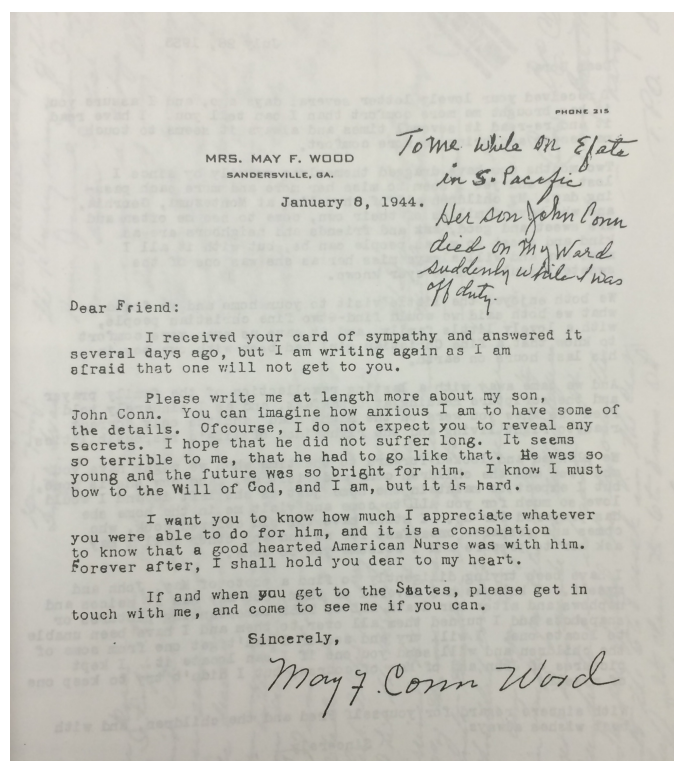 PHONE 315
To me while on Efate
in S. Pacific
Her son John Conn
died on my Ward
suddenly while I was
off duty.
MRS. MAY F. WOOD
SANDERSVILLE, GA.
January 8, 1944.
Dear Friend:
I received your card of sympathy and answered it
several days ago, but I am writing again as I am
afraid that one will not get to you.
Please write me at length more about my son,
John Conn. You can imagine how anxious I am to have some of
the details. Ofcourse, I do not expect you to reveal any
secrets. I hope that he did not suffer long. It seems
so terrible to me, that he had to go like that. He was so
young and the future was so bright for him. I know I must
bow to the Will of God, and I am, but it is hard.
I want you to know how much I appreciate whatever
you were able to do for him, and it is a consolation
to know that a good hearted American Nurse was with him.
Forever after, I shall hold you dear to my heart.
If and when you get to the States, please get in
touch with me, and come to see me if you can.
Sincerely,
May F. Conn Wood